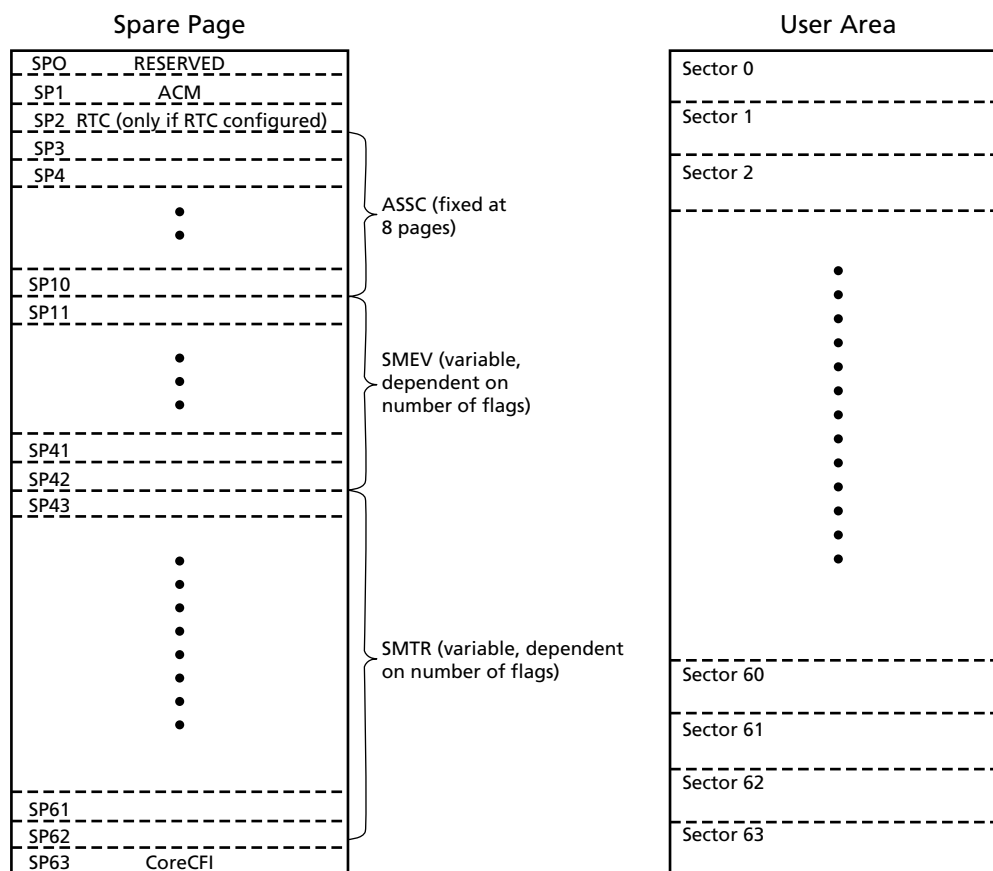 Spare Page
SPO RESERVED
SP1 ACM
SP2 RTC (only if RTC configured)
SP3
SP4
ASSC (fixed at
8 pages)
SP10
SP11
SMEV (variable,
dependent on
number of flags)
SP41
SP42
SP43
SMTR (variable, dependent
on number of flags)
SP61
SP62
SP63 CoreCFI
User Area
Sector 0
Sector 1
Sector 2
Sector 60
Sector 61
Sector 62
Sector 63